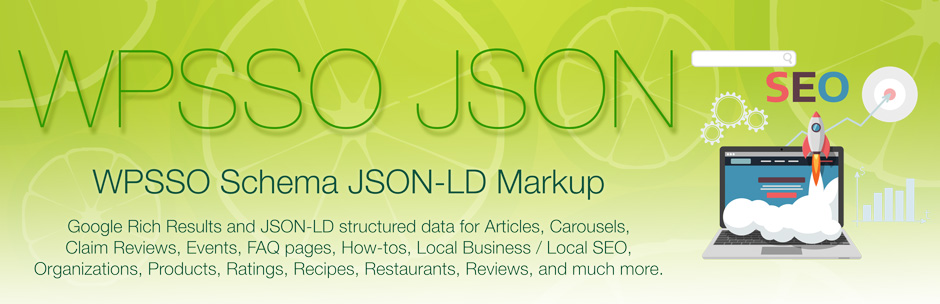 WPSSO JSON
SEO
WPSSO Schema JSON-LD Markup
Google Rich Results and JSON-LD structured data for Articles, Carousels,
Claim Reviews, Events, FAQ pages, How-tos, Local Business / Local SEO,
Organizations, Products, Ratings, Recipes, Restaurants, Reviews, and much more.